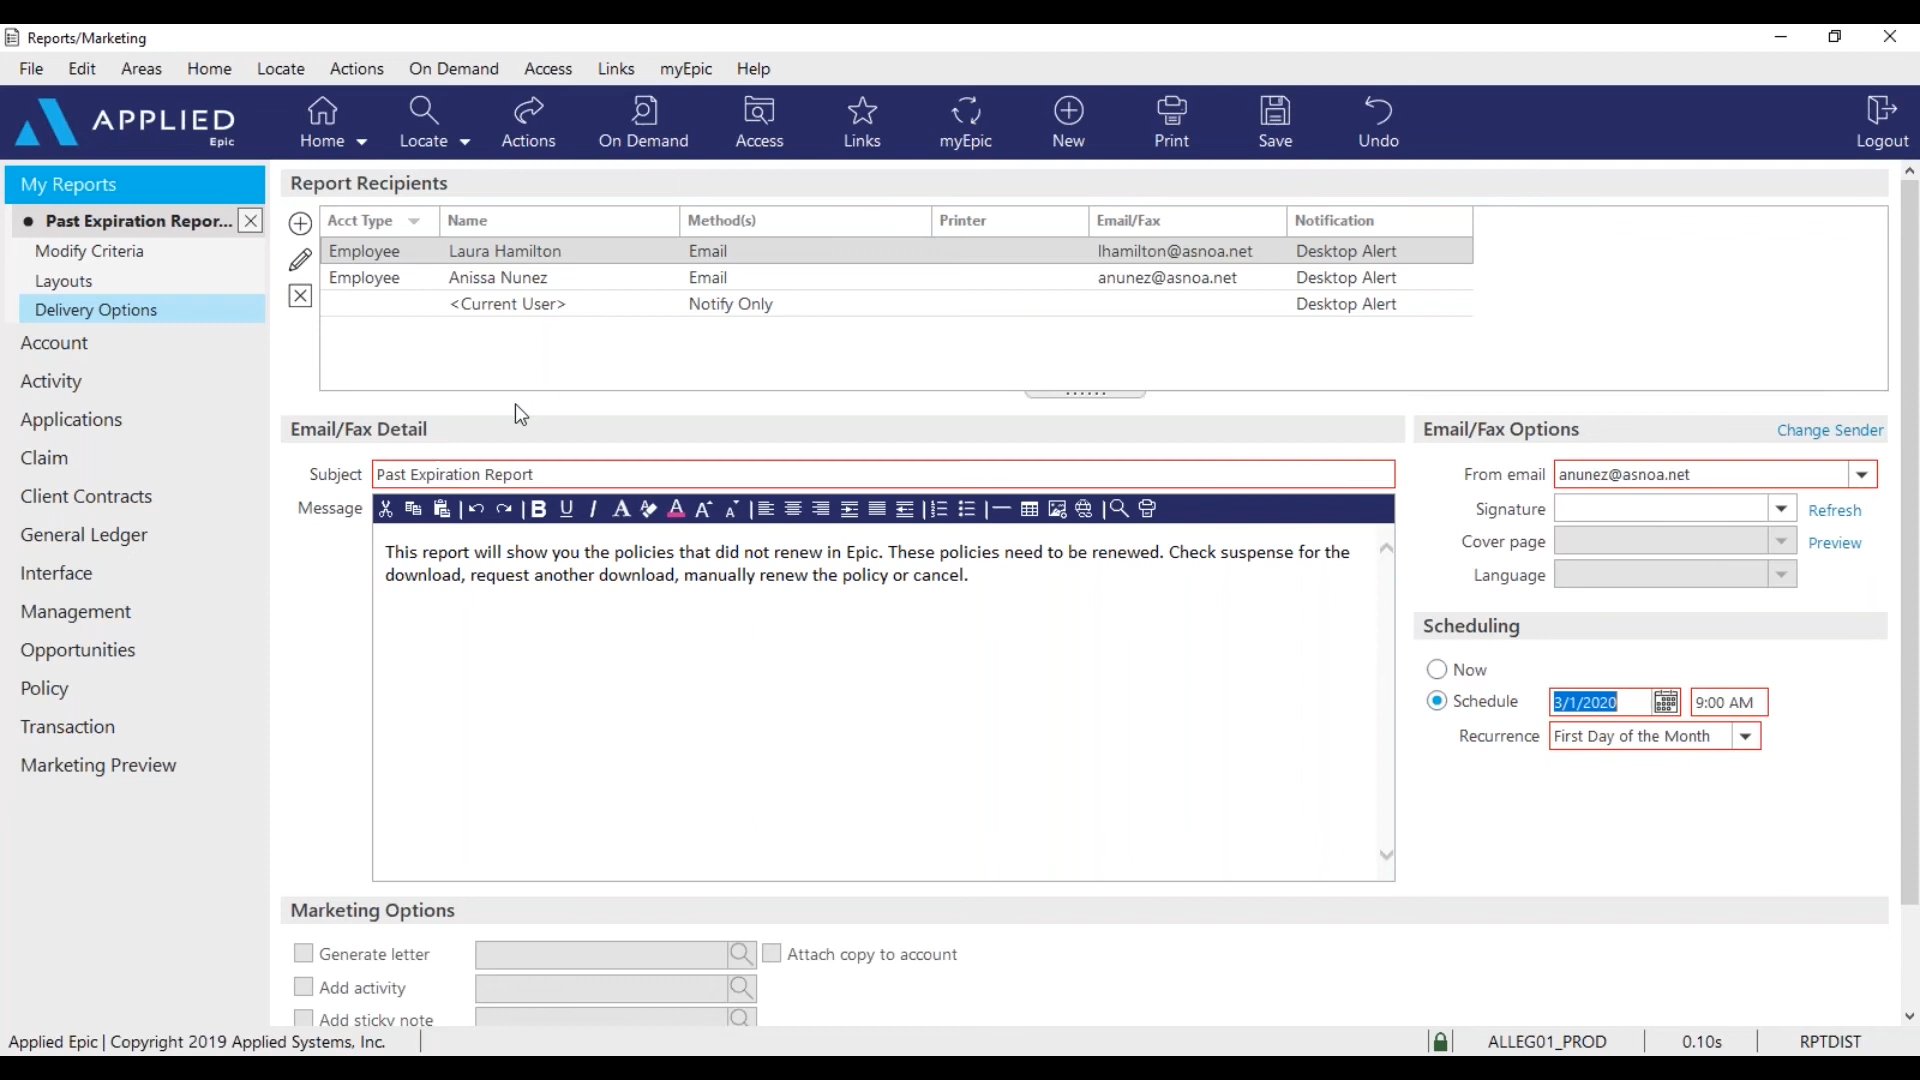 Reports/Marketing
File Edit Areas Home Locate Actions On Demand Access Links myEpic Help
APPLIED
Epic
Home Locate Actions On Demand Access Links myEpic New Print Save Undo Logout
My Reports
Past Expiration Repor...
Modify Criteria
Layouts
Delivery Options
Account
Activity
Applications
Claim
Client Contracts
General Ledger
Interface
Management
Opportunities
Policy
Transaction
Marketing Preview
Report Recipients
Acct Type Name Method(s) Printer Email/Fax Notification
Employee Laura Hamilton Email lhamilton@asnoa.net Desktop Alert
Employee Anissa Nunez Email anunez@asnoa.net Desktop Alert
<Current User> Notify Only Desktop Alert
Email/Fax Detail
Subject Past Expiration Report
Message
This report will show you the policies that did not renew in Epic. These policies need to be renewed. Check suspense for the
download, request another download, manually renew the policy or cancel.
Email/Fax Options Change Sender
From email anunez@asnoa.net
Signature Refresh
Cover page Preview
Language
Scheduling
Now
Schedule 3/1/2020 9:00 AM
Recurrence First Day of the Month
Marketing Options
Generate letter Attach copy to account
Add activity
Add sticky note
Applied Epic | Copyright 2019 Applied Systems, Inc. ALLEG01_PROD 0.10s RPTDIST